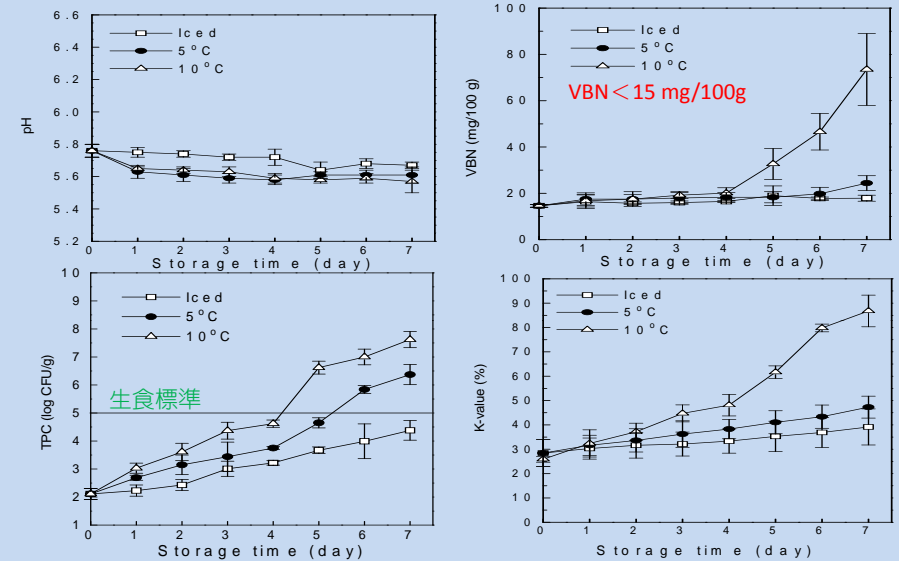 6.6
6.4
6.2
6.0
5.8
5.6
5.4
5.2
pH
Iced
5 °C
10 °C
0 1 2 3 4 5 6 7
Storage time (day)
100
80
60
40
20
0
VBN (mg/100 g)
Iced
5 °C
10 °C
VBN＜15 mg/100g
0 1 2 3 4 5 6 7
Storage time (day)
10
9
8
7
6
5
4
3
2
1
TPC (log CFU/g)
Iced
5 °C
10 °C
生食標準
0 1 2 3 4 5 6 7
Storage time (day)
100
90
80
70
60
50
40
30
20
10
0
K-value (%)
Iced
5 °C
10 °C
0 1 2 3 4 5 6 7
Storage time (day)